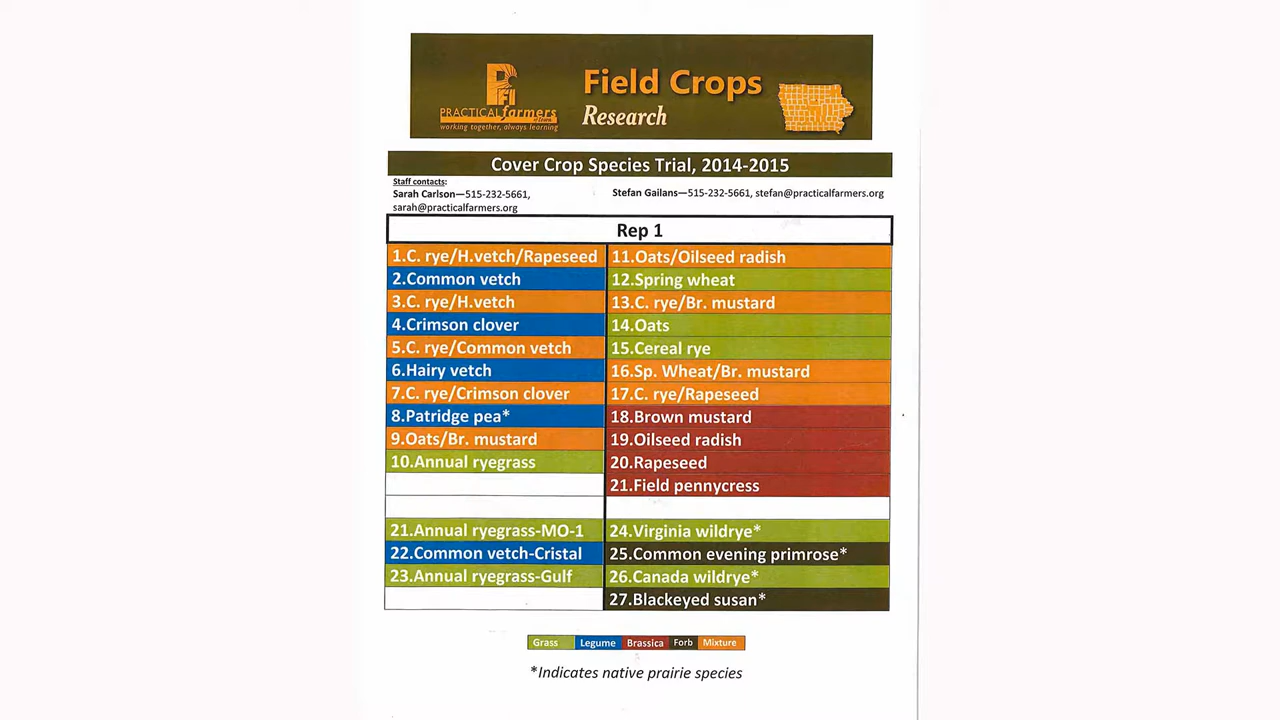 PFI
PRACTICAL farmers
of Iowa
working together, always learning
Field Crops
Research
Cover Crop Species Trial, 2014-2015
Staff contacts:
Sarah Carlson—515-232-5661,
sarah@practicalfarmers.org
Stefan Gailans—515-232-5661, stefan@practicalfarmers.org
Rep 1
1.C. rye/H.vetch/Rapeseed
2.Common vetch
3.C. rye/H.vetch
4.Crimson clover
5.C. rye/Common vetch
6.Hairy vetch
7.C. rye/Crimson clover
8.Patridge pea*
9.Oats/Br. mustard
10.Annual ryegrass
11.Oats/Oilseed radish
12.Spring wheat
13.C. rye/Br. mustard
14.Oats
15.Cereal rye
16.Sp. Wheat/Br. mustard
17.C. rye/Rapeseed
18.Brown mustard
19.Oilseed radish
20.Rapeseed
21.Field pennycress
21.Annual ryegrass-MO-1
22.Common vetch-Cristal
23.Annual ryegrass-Gulf
24.Virginia wildrye*
25.Common evening primrose*
26.Canada wildrye*
27.Blackeyed susan*
Grass Legume Brassica Forb Mixture
*Indicates native prairie species